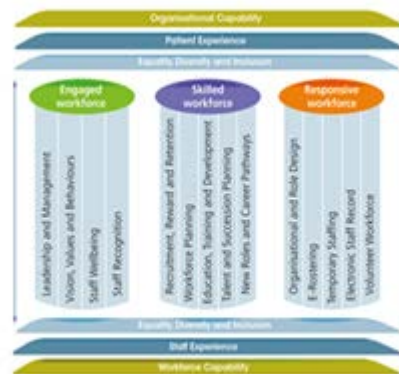 Organisational Capability
Patient Experience
Equality, Diversity and Inclusion
Engaged
workforce
Skilled
workforce
Responsive
workforce
Leadership and Management
Vision, Values and Behaviours
Staff Wellbeing
Staff Recognition
Recruitment, Reward and Retention
Workforce Planning
Education, Training and Development
Talent and Succession Planning
New Roles and Career Pathways
Organisational and Role Design
E-Rostering
Temporary Staffing
Electronic Staff Record
Volunteer Workforce
Equality, Diversity and Inclusion
Staff Experience
Workforce Capability